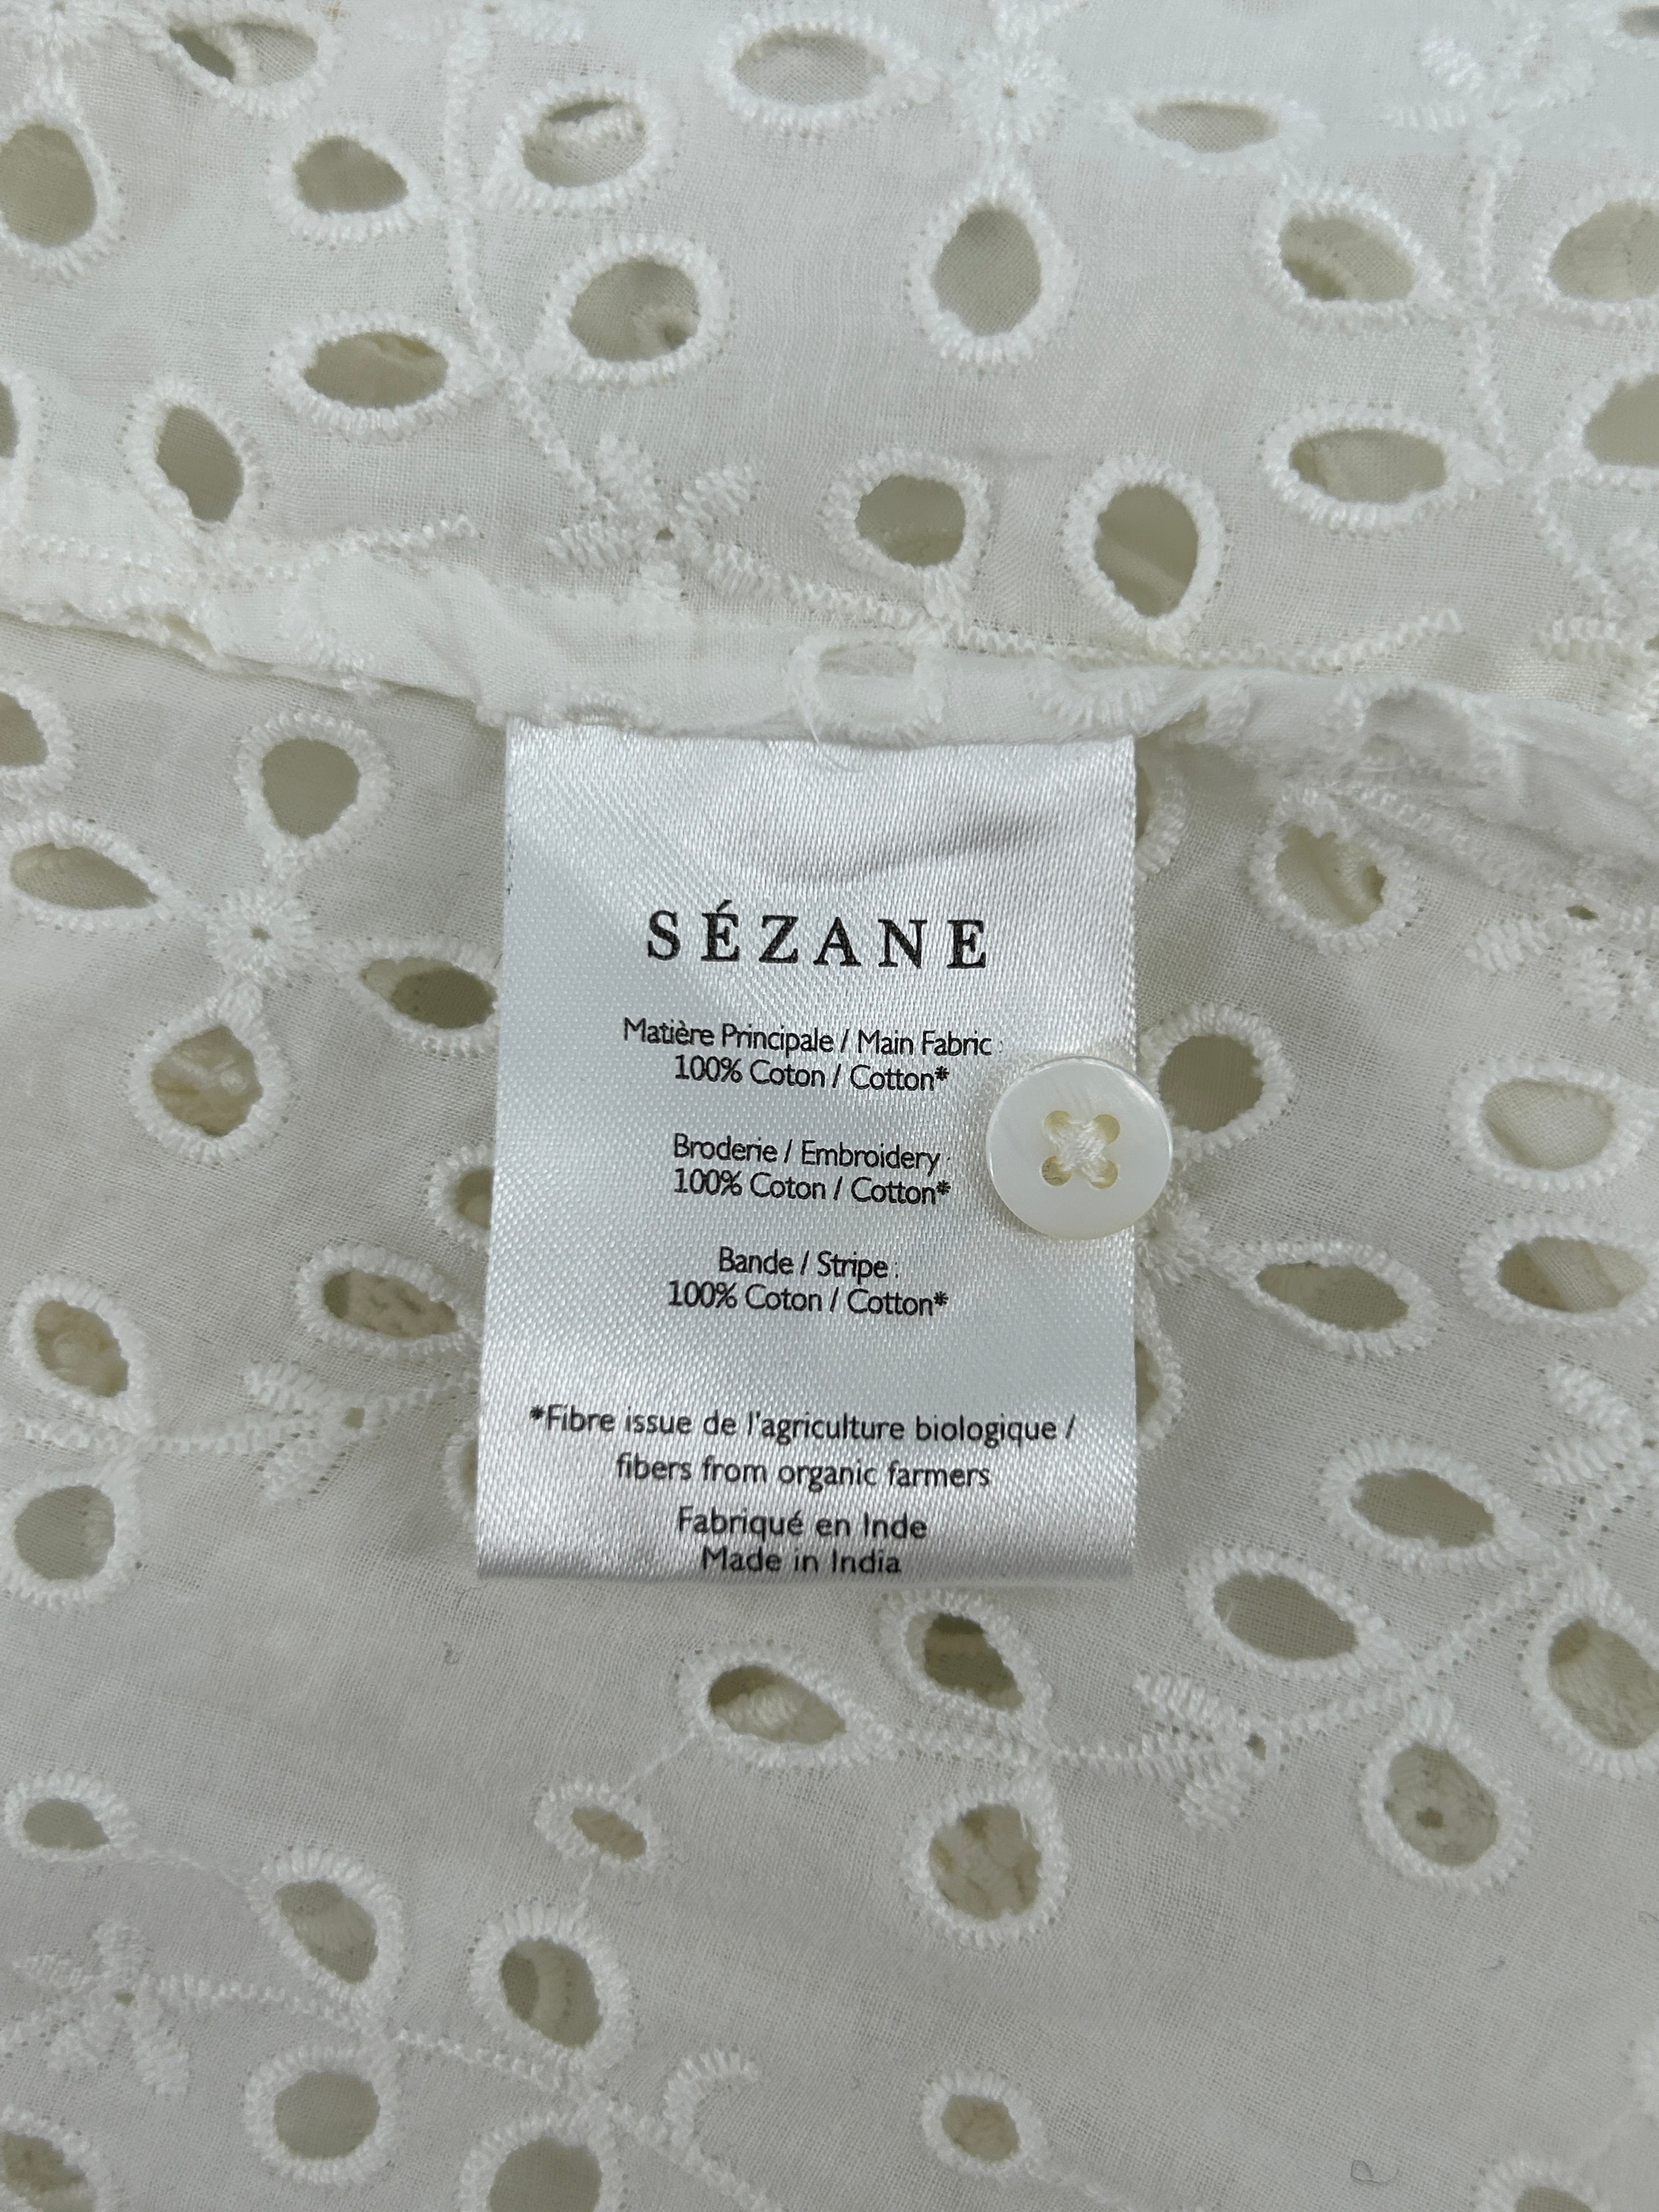 SÉZANE
Matière Principale / Main Fabric :
100% Coton / Cotton*
Broderie / Embroidery :
100% Coton / Cotton*
Bande / Stripe :
100% Coton / Cotton*
*Fibre issue de l'agriculture biologique /
fibers from organic farmers
Fabriqué en Inde
Made in India